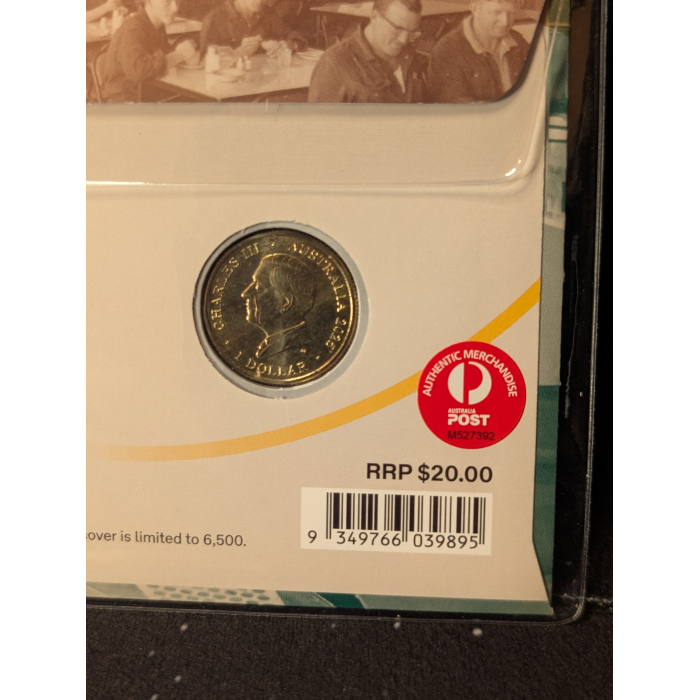 CHARLES III AUSTRALIA 2026
1 DOLLAR
AUTHENTIC MERCHANDISE
AUSTRALIA
POST
M527392
RRP $20.00
cover is limited to 6,500.
9 349766 039895